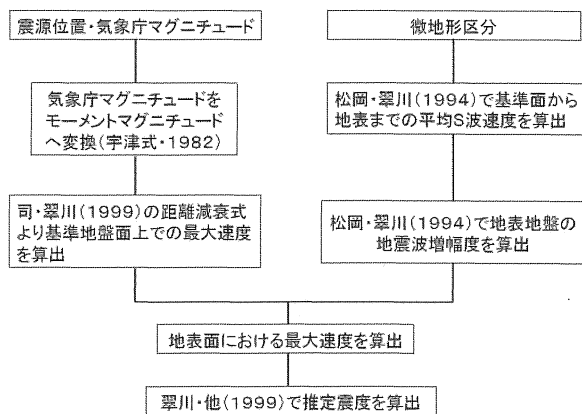 震源位置・気象庁マグニチュード
気象庁マグニチュードを
モーメントマグニチュード
へ変換(宇津式・1982)
司・翠川(1999)の距離減衰式
より基準地盤面上での最大速度
を算出
微地形区分
松岡・翠川(1994)で基準面から
地表までの平均S波速度を算出
松岡・翠川(1994)で地表地盤の
地震波増幅度を算出
地表面における最大速度を算出
翠川・他(1999)で推定震度を算出